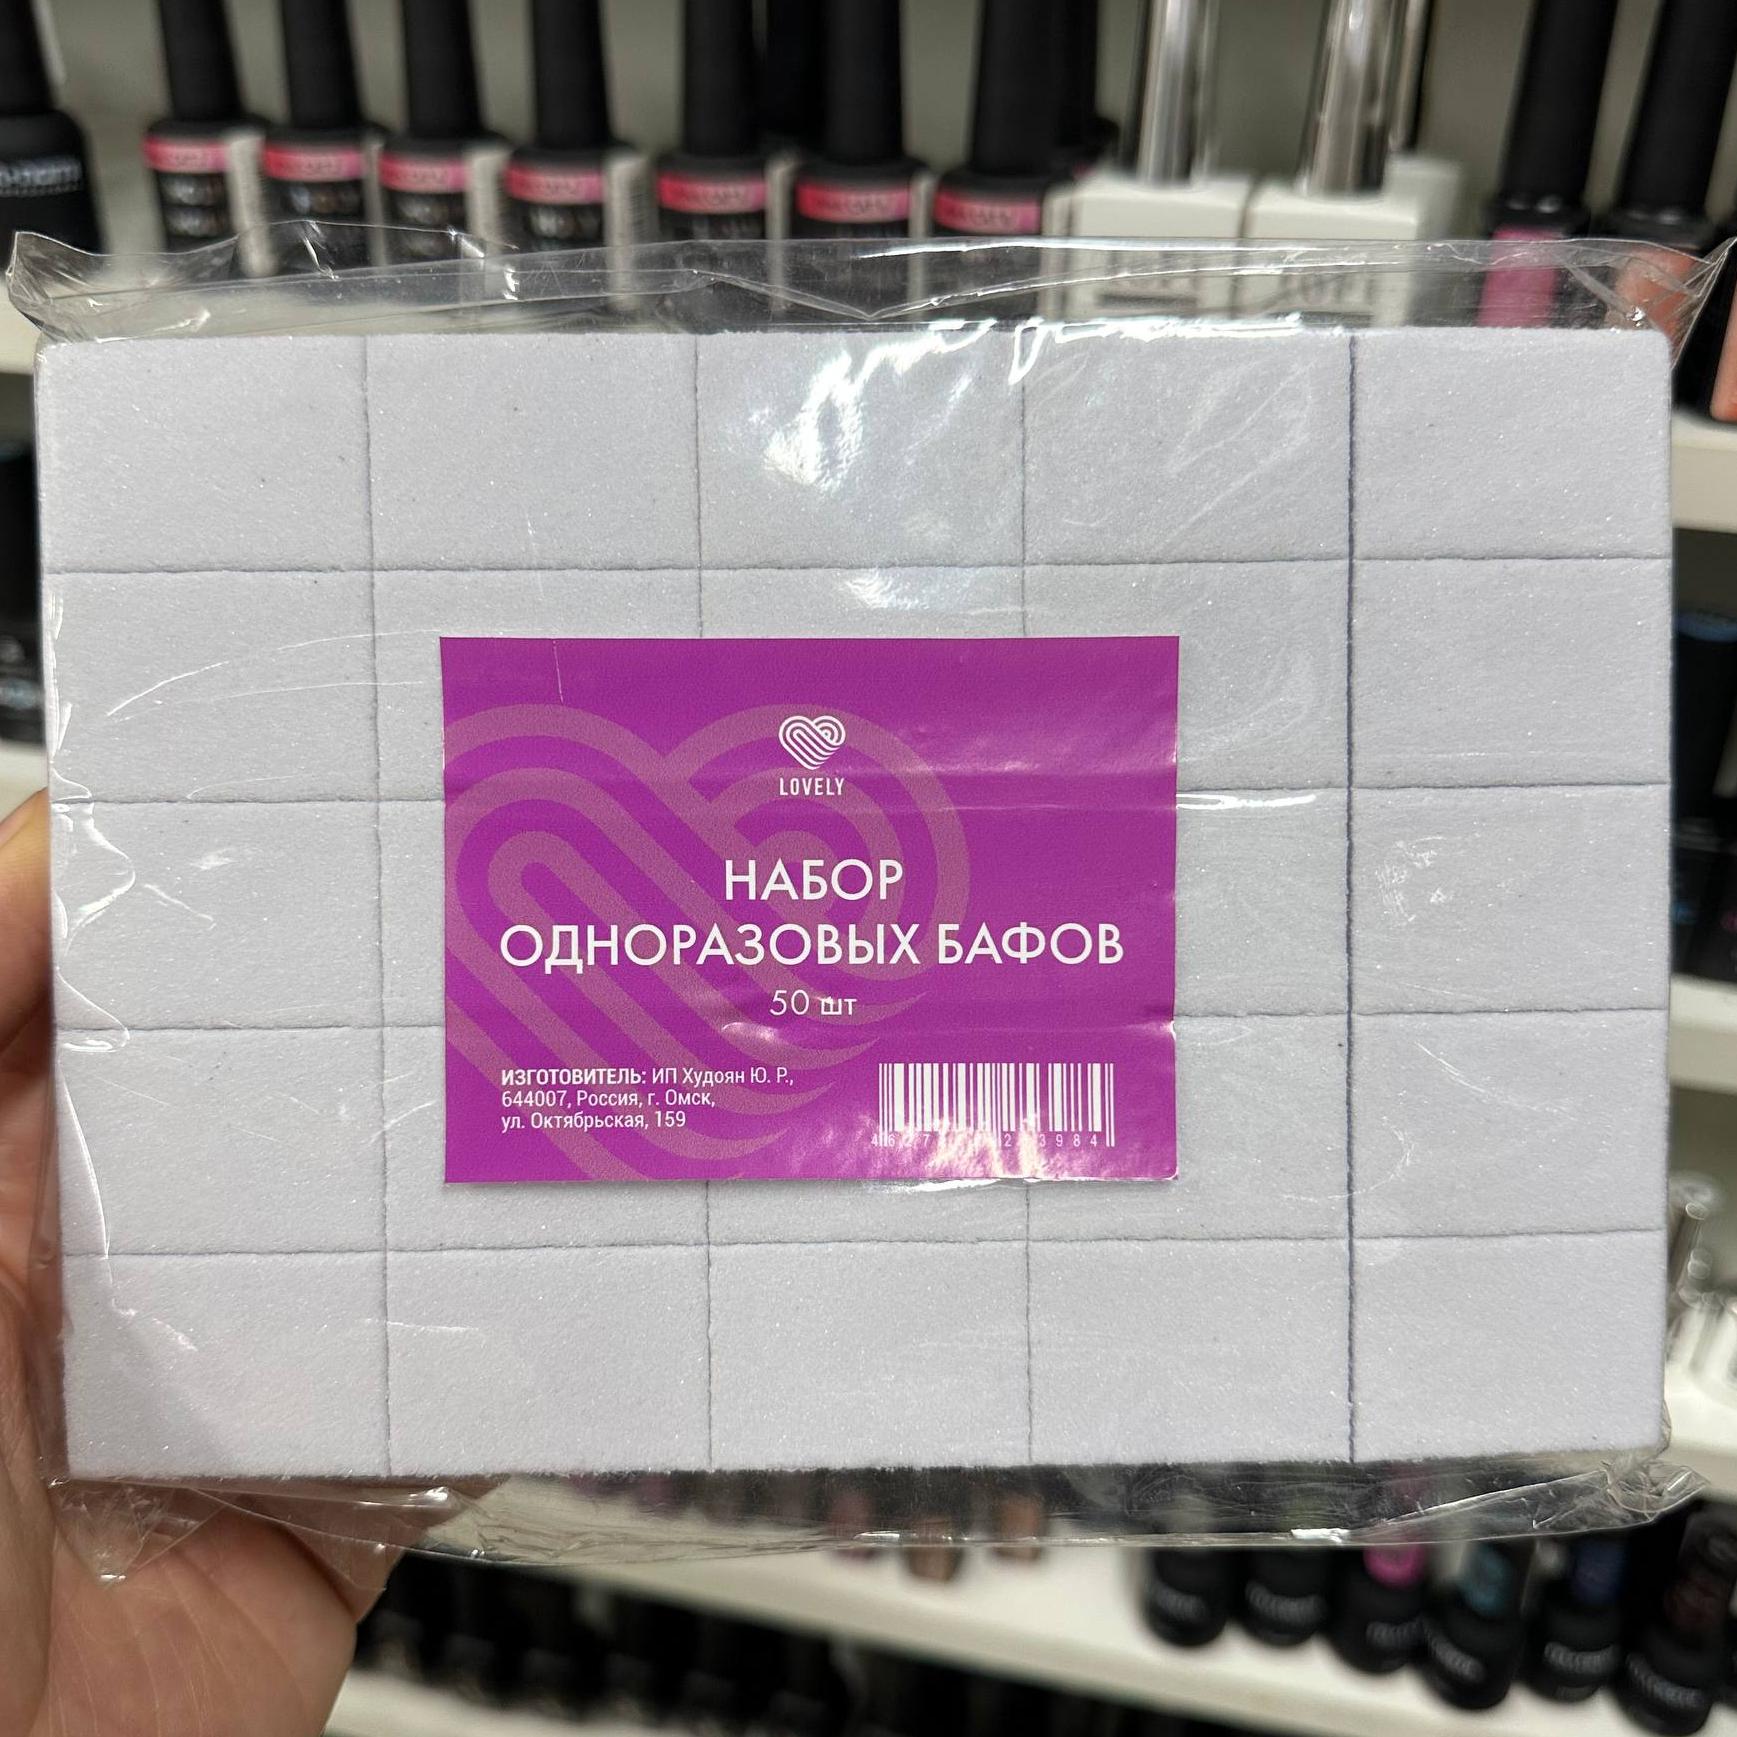 LOVELY
НАБОР
ОДНОРАЗОВЫХ БАФОВ
50 шт
ИЗГОТОВИТЕЛЬ: ИП Худоян Ю. Р.,
644007, Россия, г. Омск,
ул. Октябрьская, 159